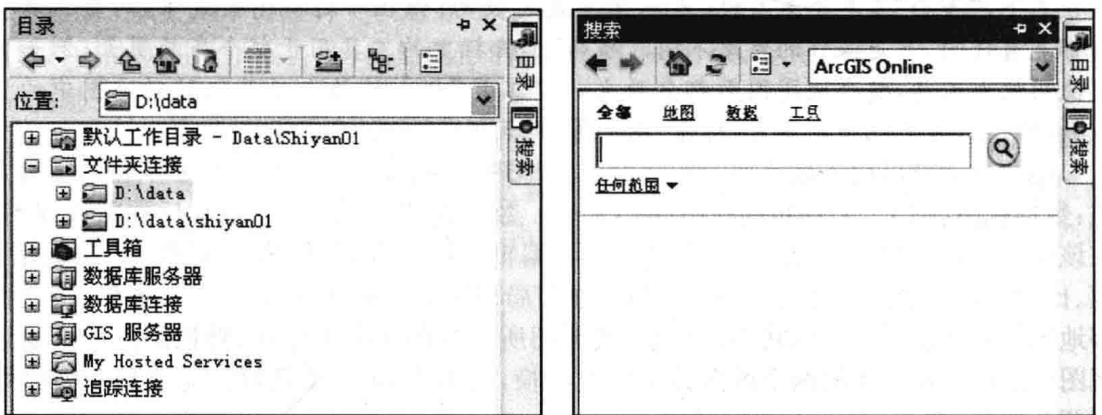 目录
位置:
D:\data
默认工作目录 - Data\Shiyan01
文件夹连接
D:\data
D:\data\shiyan01
工具箱
数据库服务器
数据库连接
GIS 服务器
My Hosted Services
追踪连接
目录
搜索
搜索
ArcGIS Online
全部 地图 数据 工具
任何范围
目录
搜索